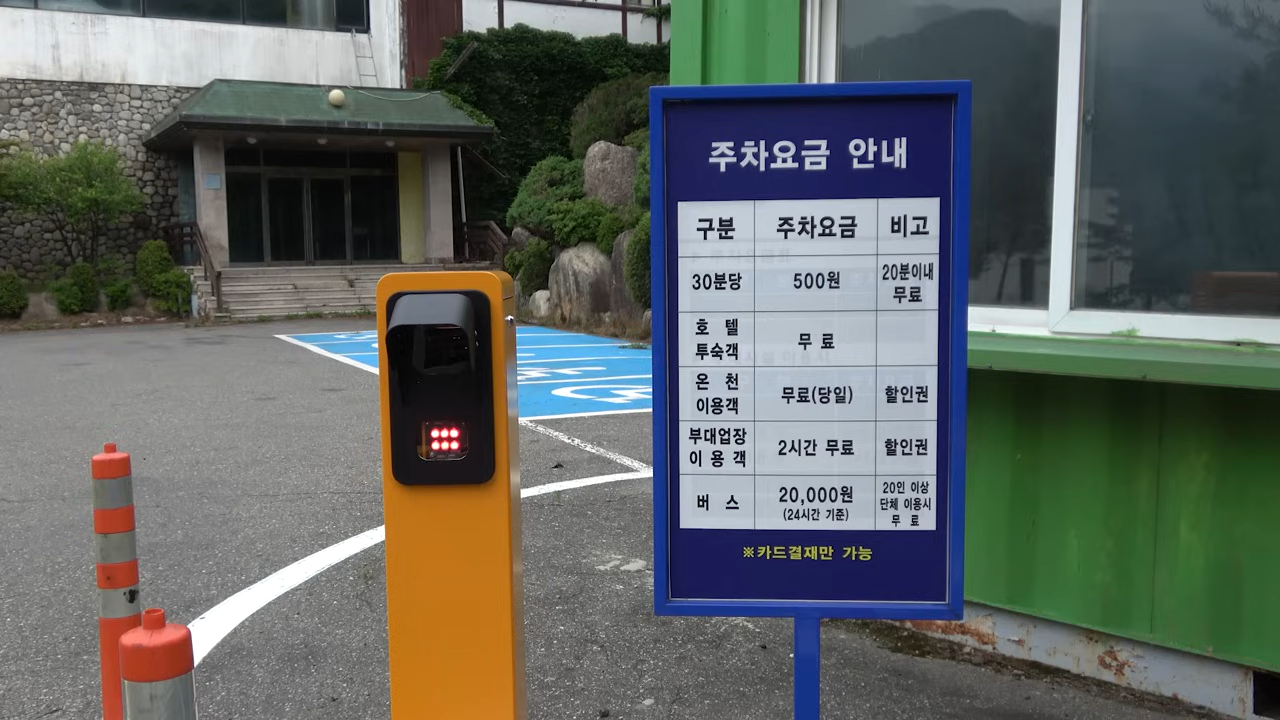 주차요금 안내
구분 주차요금 비고
30분당 500원 20분이내
무료
호 텔
투숙객 무 료
온 천
이용객 무료(당일) 할인권
부대업장
이 용 객 2시간 무료 할인권
버 스 20,000원
(24시간 기준) 20인 이상
단체 이용시
무 료
※카드결재만 가능